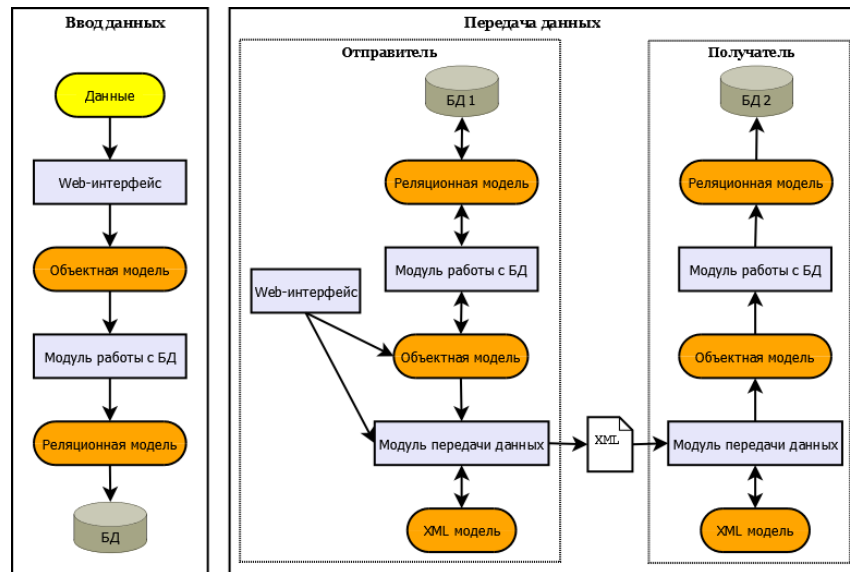 Ввод данных
Данные
Web-интерфейс
Объектная модель
Модуль работы с БД
Реляционная модель
БД
Передача данных
Отправитель
БД 1
Реляционная модель
Модуль работы с БД
Web-интерфейс
Объектная модель
Модуль передачи данных
XML модель
XML
Получатель
БД 2
Реляционная модель
Модуль работы с БД
Объектная модель
Модуль передачи данных
XML модель